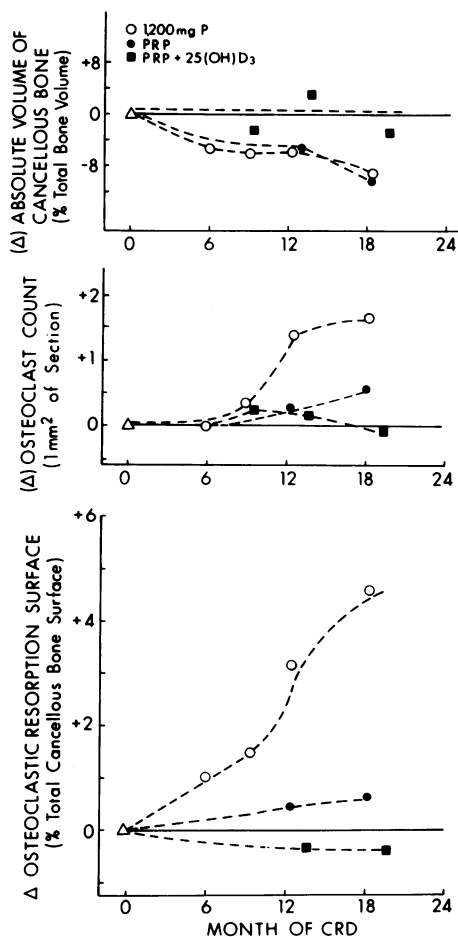 ○ 1,200 mg P
● PRP
■ PRP + 25(OH)D3
(Δ) ABSOLUTE VOLUME OF
CANCELLOUS BONE
(% Total Bone Volume)
+8
0
-8
0 6 12 18 24
(Δ) OSTEOCLAST COUNT
(1mm2 of Section)
+2
+1
0
0 6 12 18 24
Δ OSTEOCLASTIC RESORPTION SURFACE
(% Total Cancellous Bone Surface)
+6
+4
+2
0
0 6 12 18 24
MONTH OF CRD